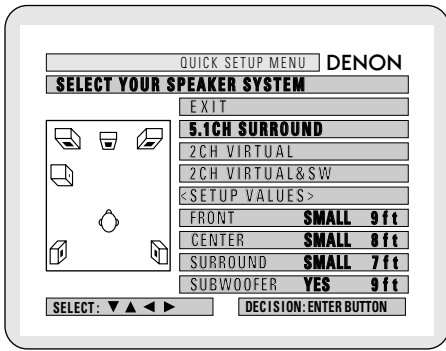 QUICK SETUP MENU DENON
SELECT YOUR SPEAKER SYSTEM
EXIT
5.1CH SURROUND
2CH VIRTUAL
2CH VIRTUAL&SW
<SETUP VALUES>
FRONT SMALL 9ft
CENTER SMALL 8ft
SURROUND SMALL 7ft
SUBWOOFER YES 9ft
SELECT: ▼ ▲ ◄ ► DECISION: ENTER BUTTON